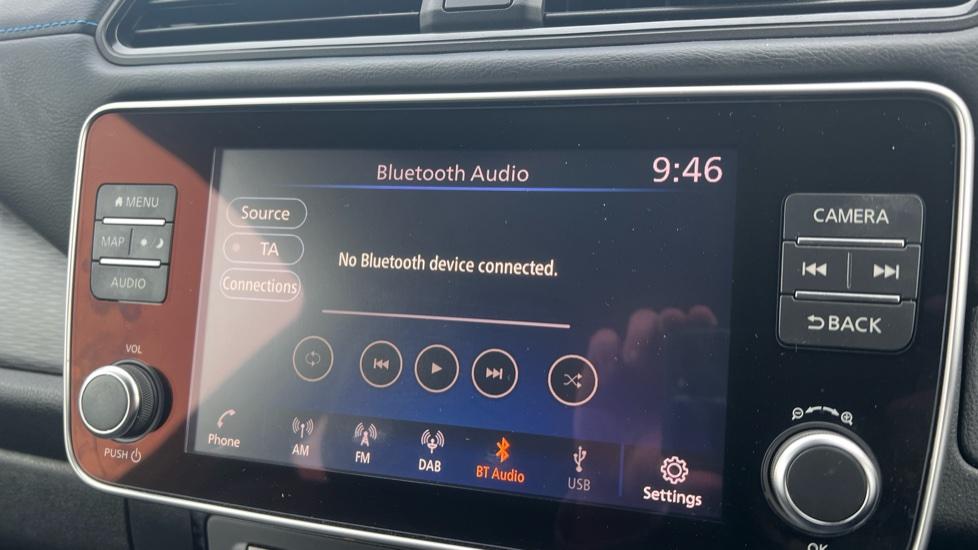 Bluetooth Audio
9:46
MENU
MAP
AUDIO
Source
TA
Connections
No Bluetooth device connected.
CAMERA
BACK
VOL
PUSH
Phone
AM
FM
DAB
BT Audio
USB
Settings
OK